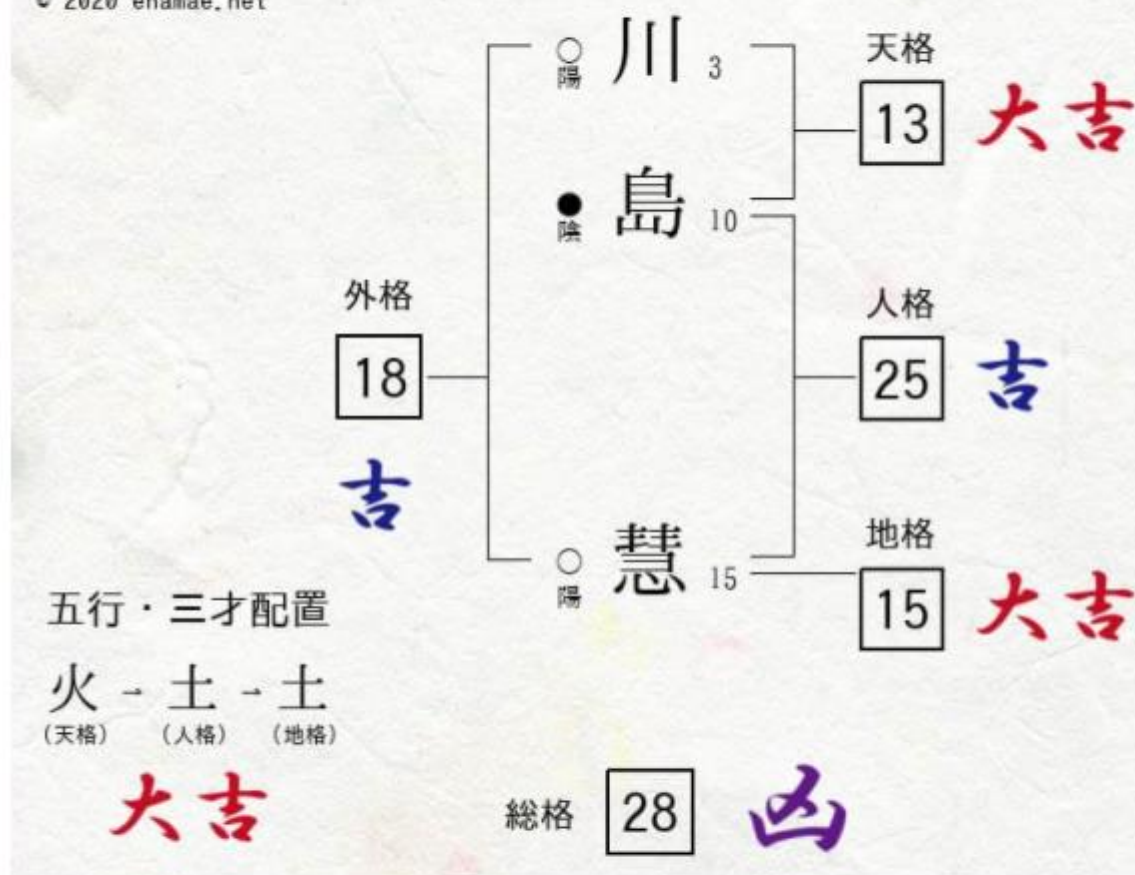 © 2020 enamae.net
陽 川 3
陰 島 10
陽 慧 15
天格
13 大吉
人格
25 吉
地格
15 大吉
外格
18
吉
五行・三才配置
火 → 土 → 土
(天格) (人格) (地格)
大吉
総格 28 凶